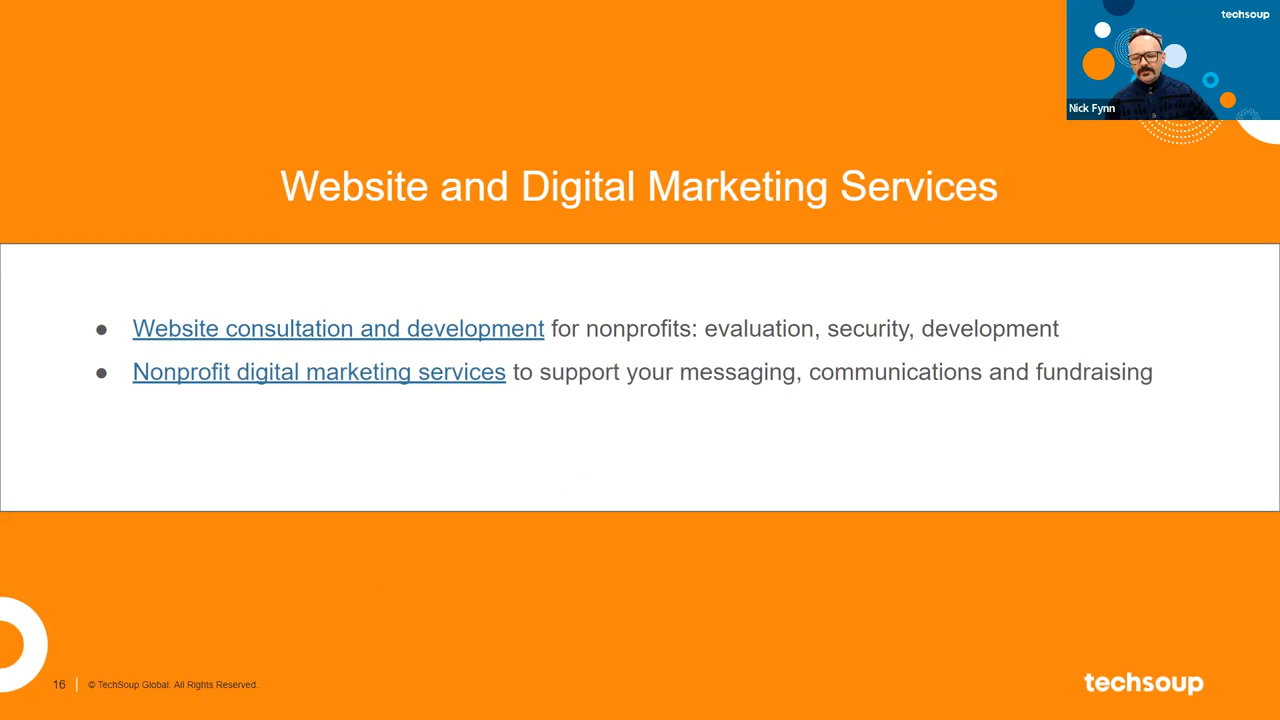 techsoup
Nick Fynn
Website and Digital Marketing Services
● Website consultation and development for nonprofits: evaluation, security, development
● Nonprofit digital marketing services to support your messaging, communications and fundraising
16 | © TechSoup Global. All Rights Reserved.
techsoup